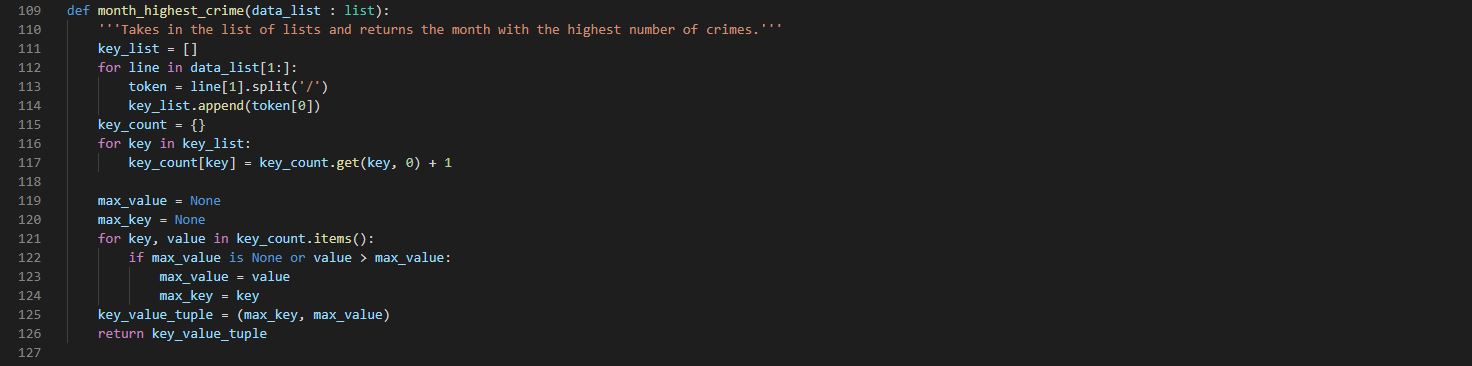 109 def month_highest_crime(data_list : list):
110     '''Takes in the list of lists and returns the month with the highest number of crimes.'''
111     key_list = []
112     for line in data_list[1:]:
113         token = line[1].split('/')
114         key_list.append(token[0])
115     key_count = {}
116     for key in key_list:
117         key_count[key] = key_count.get(key, 0) + 1
118
119     max_value = None
120     max_key = None
121     for key, value in key_count.items():
122         if max_value is None or value > max_value:
123             max_value = value
124             max_key = key
125     key_value_tuple = (max_key, max_value)
126     return key_value_tuple
127